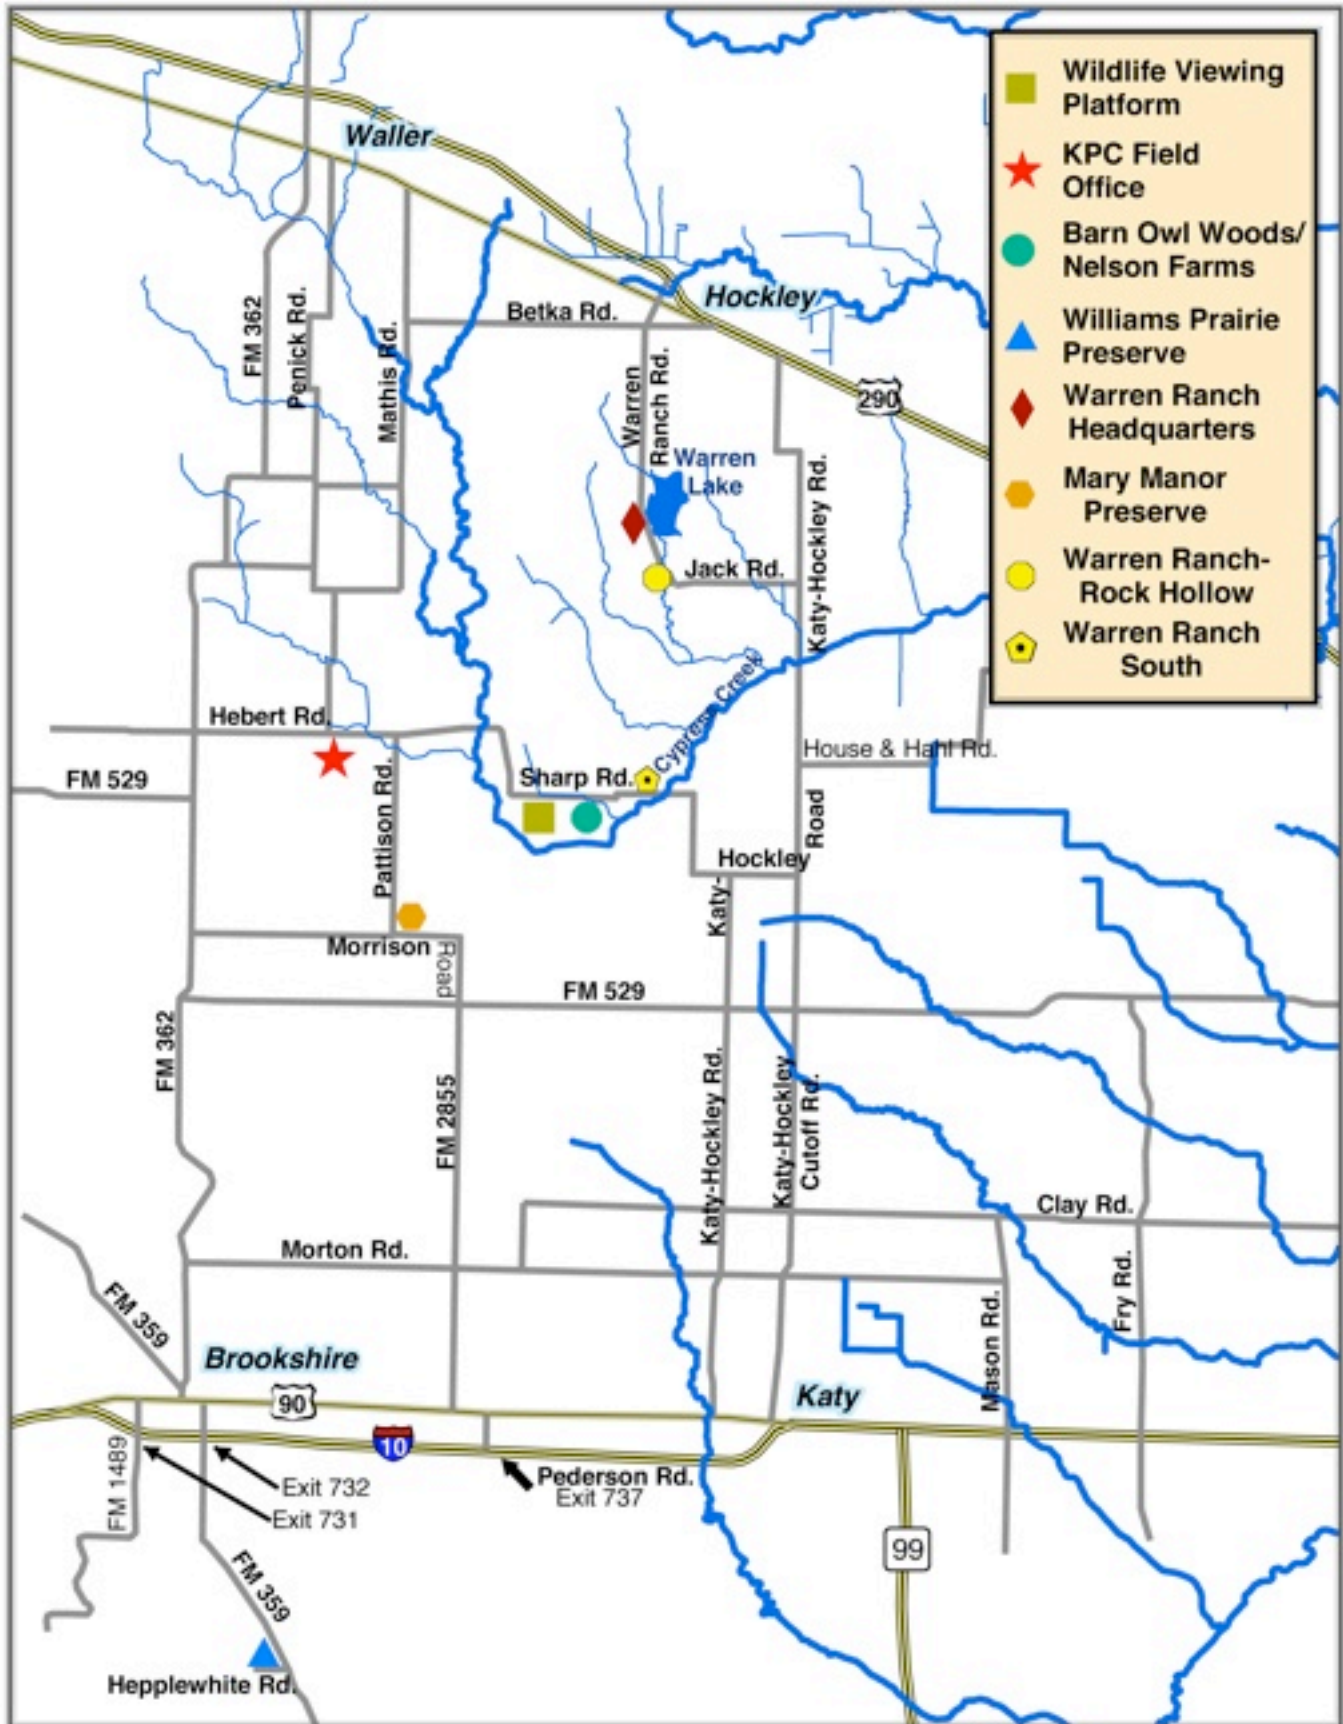 Wildlife Viewing
Platform
KPC Field
Office
Barn Owl Woods/
Nelson Farms
Williams Prairie
Preserve
Warren Ranch
Headquarters
Mary Manor
Preserve
Warren Ranch-
Rock Hollow
Warren Ranch
South
Waller
Hockley
Betka Rd.
FM 362
Penick Rd.
Mathis Rd.
Warren
Ranch Rd.
290
Warren
Lake
Katy-Hockley Rd.
Jack Rd.
Cypress Creek
Hebert Rd.
House & Hahl Rd.
FM 529
Sharp Rd.
Pattison Rd.
Road
Hockley
Katy-
Morrison
Road
FM 529
FM 362
FM 2855
Katy-Hockley Rd.
Katy-Hockley
Cutoff Rd.
Clay Rd.
Morton Rd.
FM 359
Fry Rd.
Mason Rd.
Brookshire
90
Katy
10
FM 1489
Pederson Rd.
Exit 737
Exit 732
Exit 731
99
FM 359
Hepplewhite Rd.